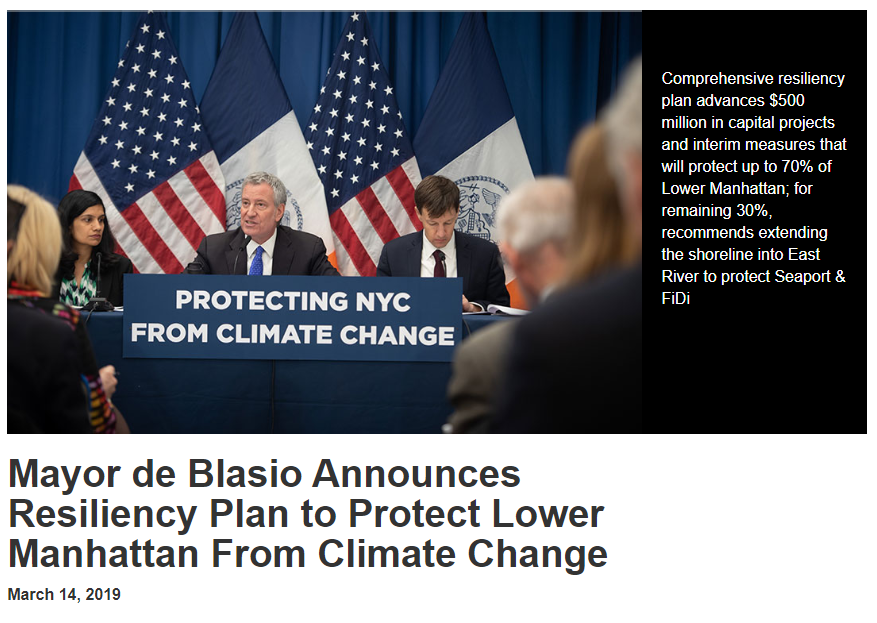 PROTECTING NYC
FROM CLIMATE CHANGE
Comprehensive resiliency
plan advances $500
million in capital projects
and interim measures that
will protect up to 70% of
Lower Manhattan; for
remaining 30%,
recommends extending
the shoreline into East
River to protect Seaport &
FiDi
Mayor de Blasio Announces
Resiliency Plan to Protect Lower
Manhattan From Climate Change
March 14, 2019